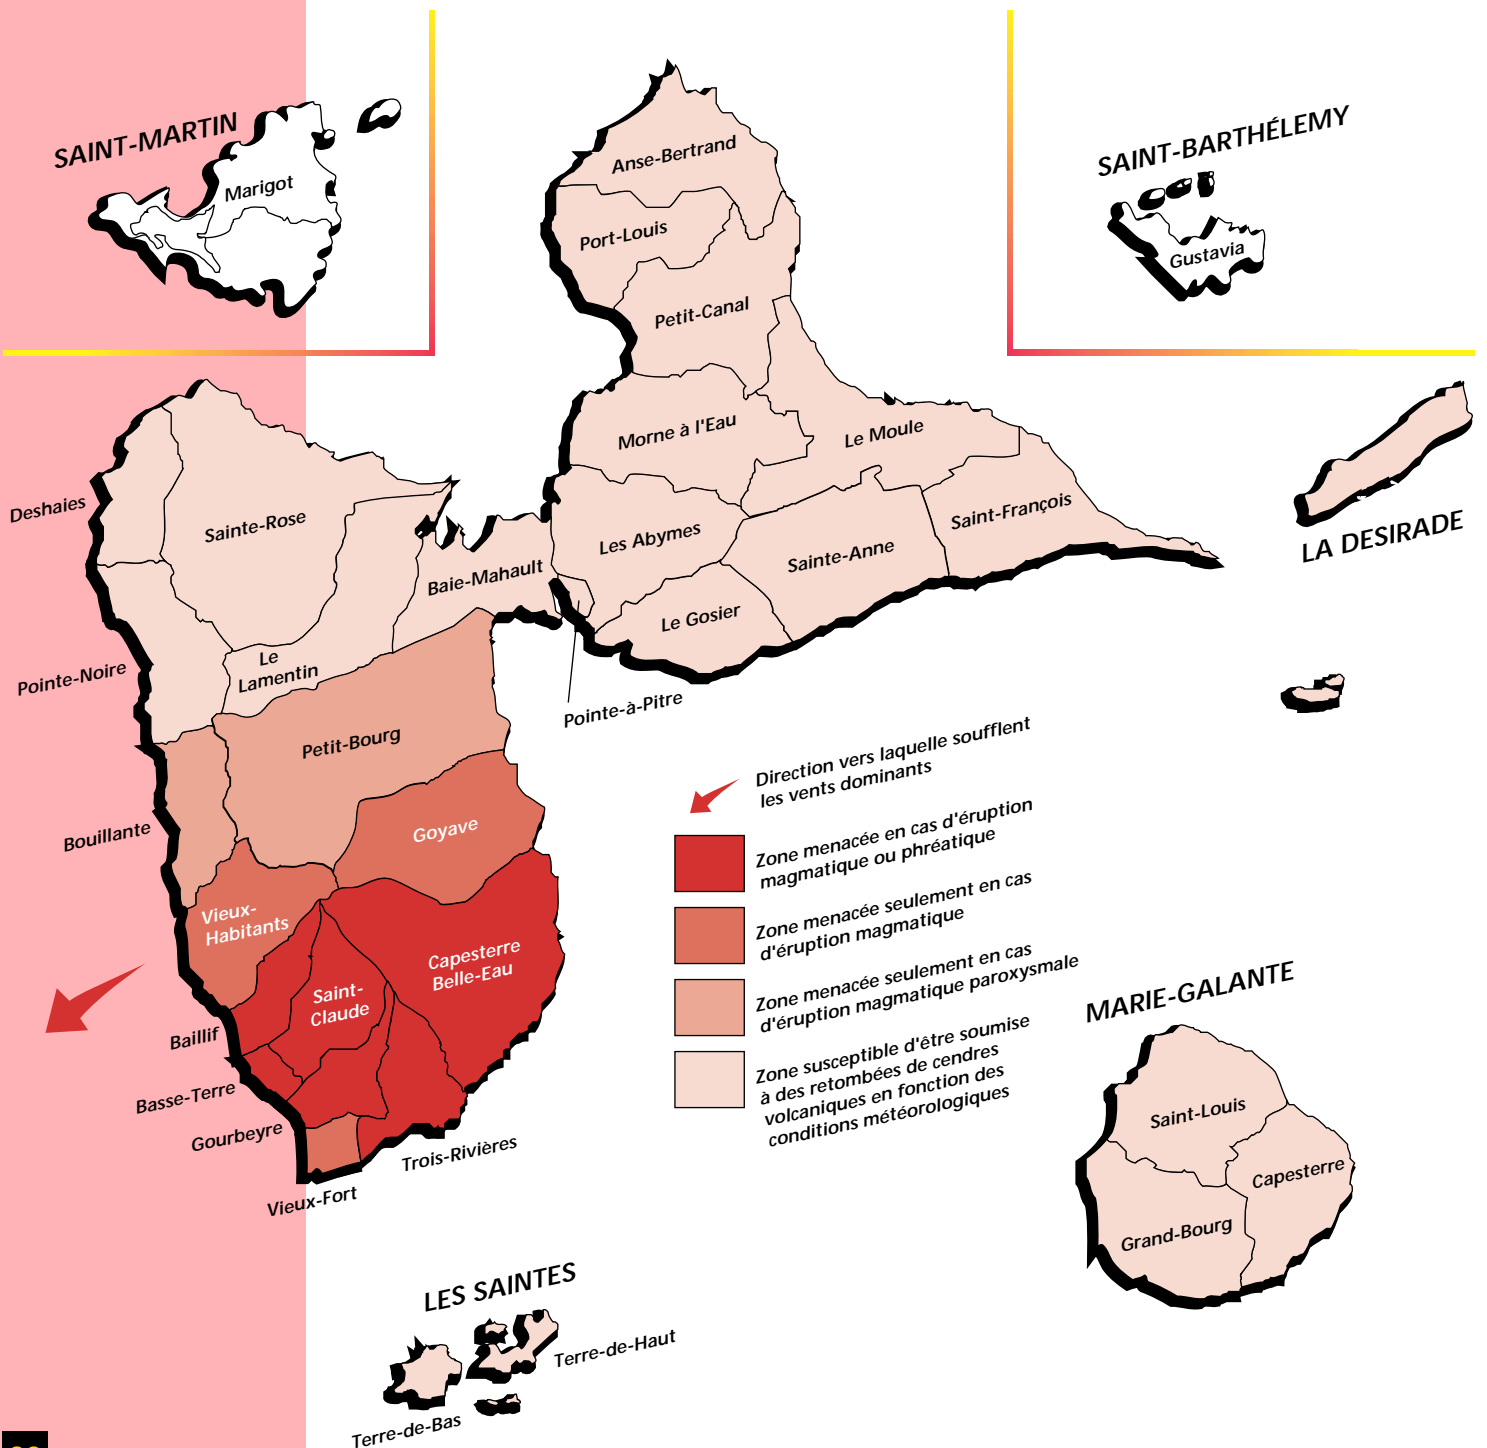 SAINT-MARTIN
Marigot
SAINT-BARTHÉLEMY
Gustavia
Anse-Bertrand
Port-Louis
Petit-Canal
Morne à l'Eau
Le Moule
Les Abymes
Sainte-Anne
Saint-François
Le Gosier
Pointe-à-Pitre
LA DESIRADE
Deshaies
Sainte-Rose
Baie-Mahault
Le
Lamentin
Pointe-Noire
Petit-Bourg
Bouillante
Goyave
Vieux-
Habitants
Capesterre
Belle-Eau
Saint-
Claude
Baillif
Basse-Terre
Gourbeyre
Trois-Rivières
Vieux-Fort
Direction vers laquelle soufflent
les vents dominants
Zone menacée en cas d'éruption
magmatique ou phréatique
Zone menacée seulement en cas
d'éruption magmatique
Zone menacée seulement en cas
d'éruption magmatique paroxysmale
Zone susceptible d'être soumise
à des retombées de cendres
volcaniques en fonction des
conditions météorologiques
MARIE-GALANTE
Saint-Louis
Capesterre
Grand-Bourg
LES SAINTES
Terre-de-Haut
Terre-de-Bas